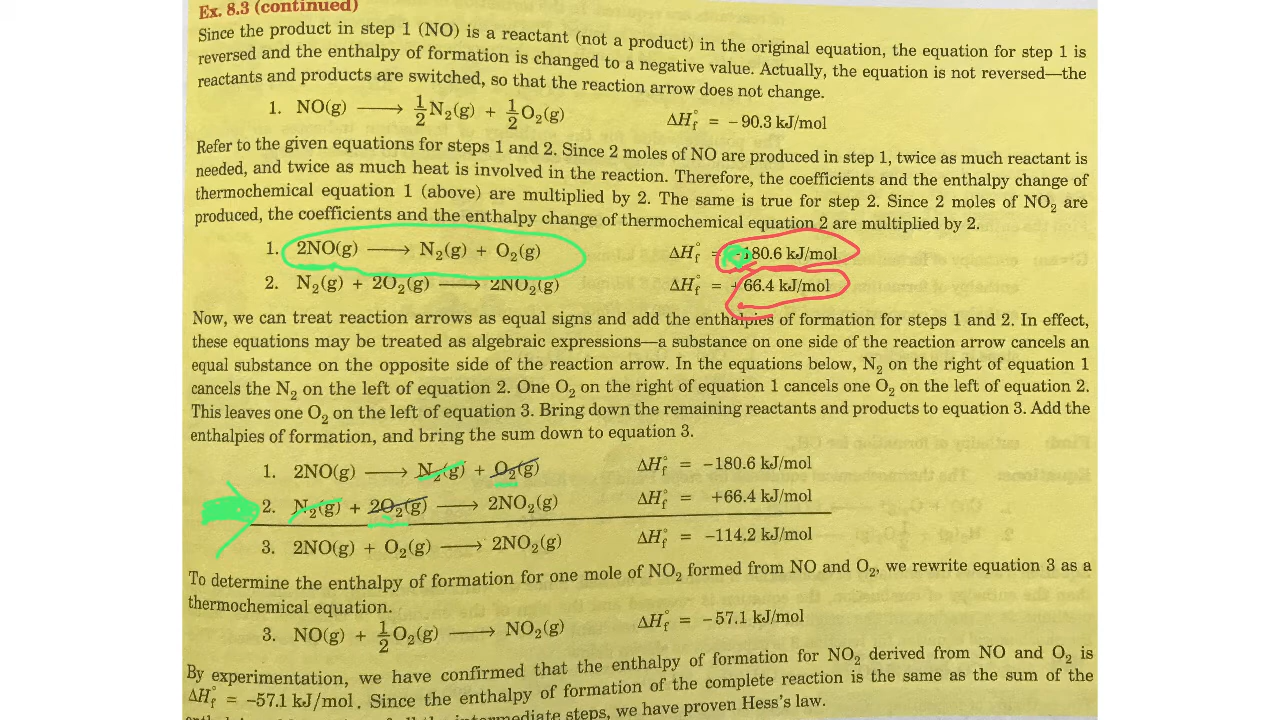 Ex. 8.3 (continued)
Since the product in step 1 (NO) is a reactant (not a product) in the original equation, the equation for step 1 is
reversed and the enthalpy of formation is changed to a negative value. Actually, the equation is not reversed—the
reactants and products are switched, so that the reaction arrow does not change.
1. NO(g) ⟶ ½N₂(g) + ½O₂(g) ΔH°f = −90.3 kJ/mol
Refer to the given equations for steps 1 and 2. Since 2 moles of NO are produced in step 1, twice as much reactant is
needed, and twice as much heat is involved in the reaction. Therefore, the coefficients and the enthalpy change of
thermochemical equation 1 (above) are multiplied by 2. The same is true for step 2. Since 2 moles of NO₂ are
produced, the coefficients and the enthalpy change of thermochemical equation 2 are multiplied by 2.
1. 2NO(g) ⟶ N₂(g) + O₂(g) ΔH°f = −180.6 kJ/mol
2. N₂(g) + 2O₂(g) ⟶ 2NO₂(g) ΔH°f = +66.4 kJ/mol
Now, we can treat reaction arrows as equal signs and add the enthalpies of formation for steps 1 and 2. In effect,
these equations may be treated as algebraic expressions—a substance on one side of the reaction arrow cancels an
equal substance on the opposite side of the reaction arrow. In the equations below, N₂ on the right of equation 1
cancels the N₂ on the left of equation 2. One O₂ on the right of equation 1 cancels one O₂ on the left of equation 2.
This leaves one O₂ on the left of equation 3. Bring down the remaining reactants and products to equation 3. Add the
enthalpies of formation, and bring the sum down to equation 3.
1. 2NO(g) ⟶ N₂(g) + O₂(g) ΔH°f = −180.6 kJ/mol
2. N₂(g) + 2O₂(g) ⟶ 2NO₂(g) ΔH°f = +66.4 kJ/mol
3. 2NO(g) + O₂(g) ⟶ 2NO₂(g) ΔH°f = −114.2 kJ/mol
To determine the enthalpy of formation for one mole of NO₂ formed from NO and O₂, we rewrite equation 3 as a
thermochemical equation.
3. NO(g) + ½O₂(g) ⟶ NO₂(g) ΔH°f = −57.1 kJ/mol
By experimentation, we have confirmed that the enthalpy of formation for NO₂ derived from NO and O₂ is
ΔH°f = −57.1 kJ/mol. Since the enthalpy of formation of the complete reaction is the same as the sum of the
intermediate steps, we have proven Hess's law.